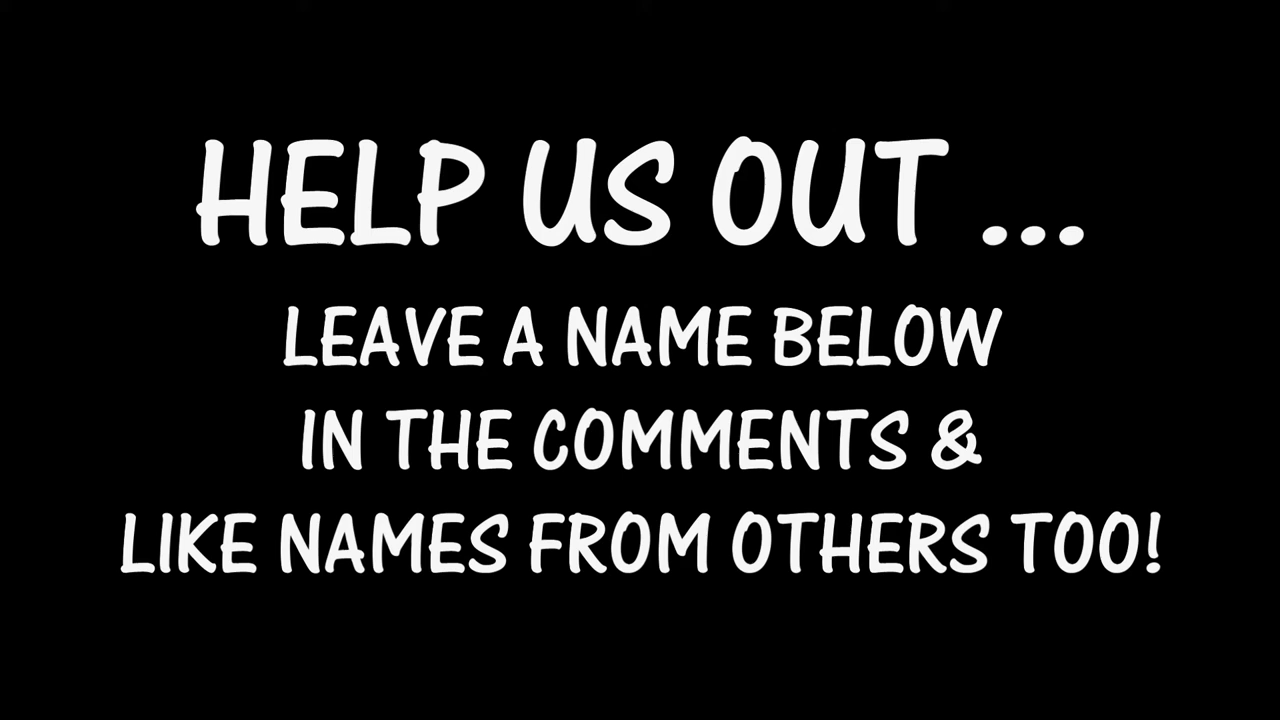 HELP US OUT ...
LEAVE A NAME BELOW
IN THE COMMENTS &
LIKE NAMES FROM OTHERS TOO!